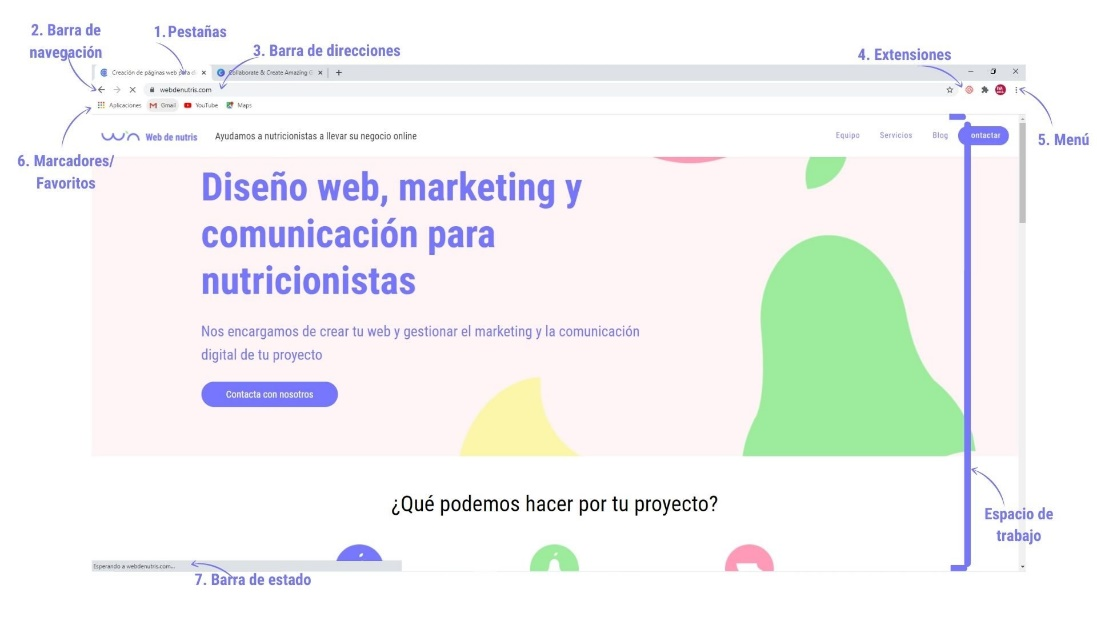 2. Barra de
navegación
1. Pestañas
3. Barra de direcciones
4. Extensiones
Creación de páginas web para d
Collaborate & Create Amazing G
webdenutris.com
Aplicaciones
Gmail
YouTube
Maps
5. Menú
6. Marcadores/
Favoritos
Web de nutris
Ayudamos a nutricionistas a llevar su negocio online
Equipo
Servicios
Blog
ontactar
Diseño web, marketing y
comunicación para
nutricionistas
Nos encargamos de crear tu web y gestionar el marketing y la comunicación
digital de tu proyecto
Contacta con nosotros
¿Qué podemos hacer por tu proyecto?
Espacio de
trabajo
Esperando a webdenutris.com...
7. Barra de estado